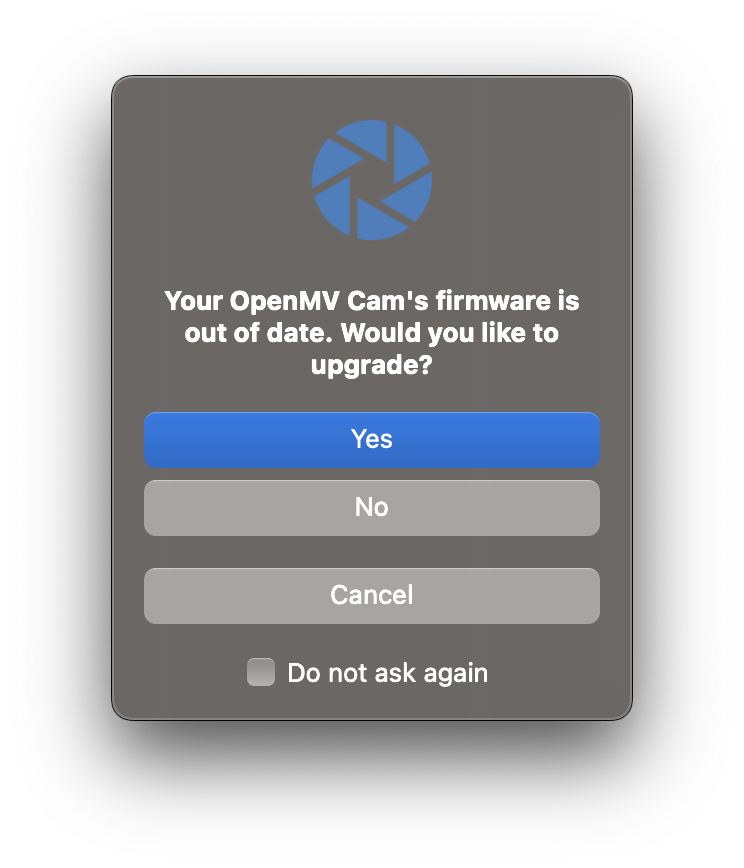 Your OpenMV Cam's firmware is
out of date. Would you like to
upgrade?
Yes
No
Cancel
Do not ask again